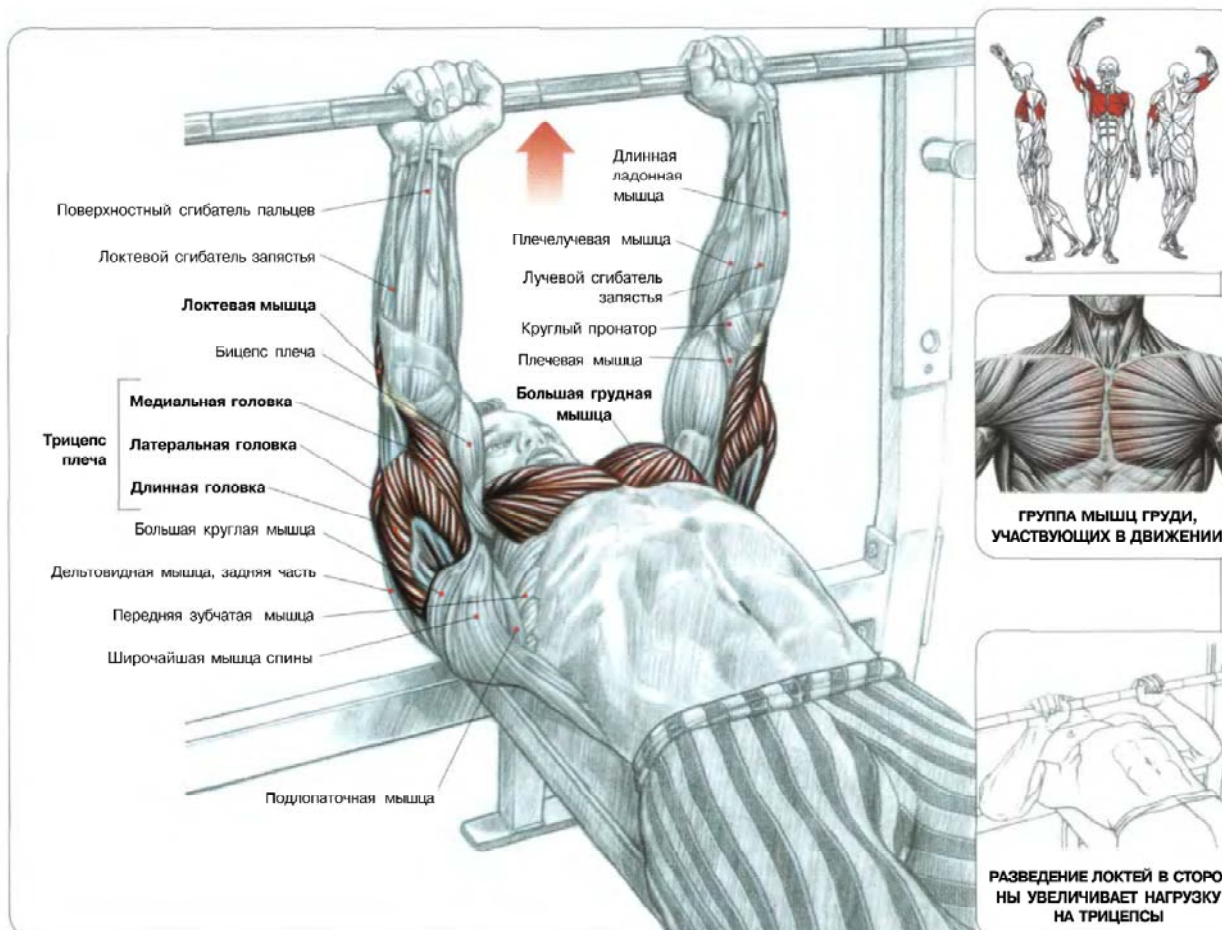 Поверхностный сгибатель пальцев
Локтевой сгибатель запястья
Локтевая мышца
Бицепс плеча
Трицепс
плеча
Медиальная головка
Латеральная головка
Длинная головка
Большая круглая мышца
Дельтовидная мышца, задняя часть
Передняя зубчатая мышца
Широчайшая мышца спины
Подлопаточная мышца
Длинная
ладонная
мышца
Плечелучевая мышца
Лучевой сгибатель
запястья
Круглый пронатор
Плечевая мышца
Большая грудная
мышца
ГРУППА МЫШЦ ГРУДИ,
УЧАСТВУЮЩИХ В ДВИЖЕНИИ
РАЗВЕДЕНИЕ ЛОКТЕЙ В СТОРО
НЫ УВЕЛИЧИВАЕТ НАГРУЗКУ
НА ТРИЦЕПСЫ